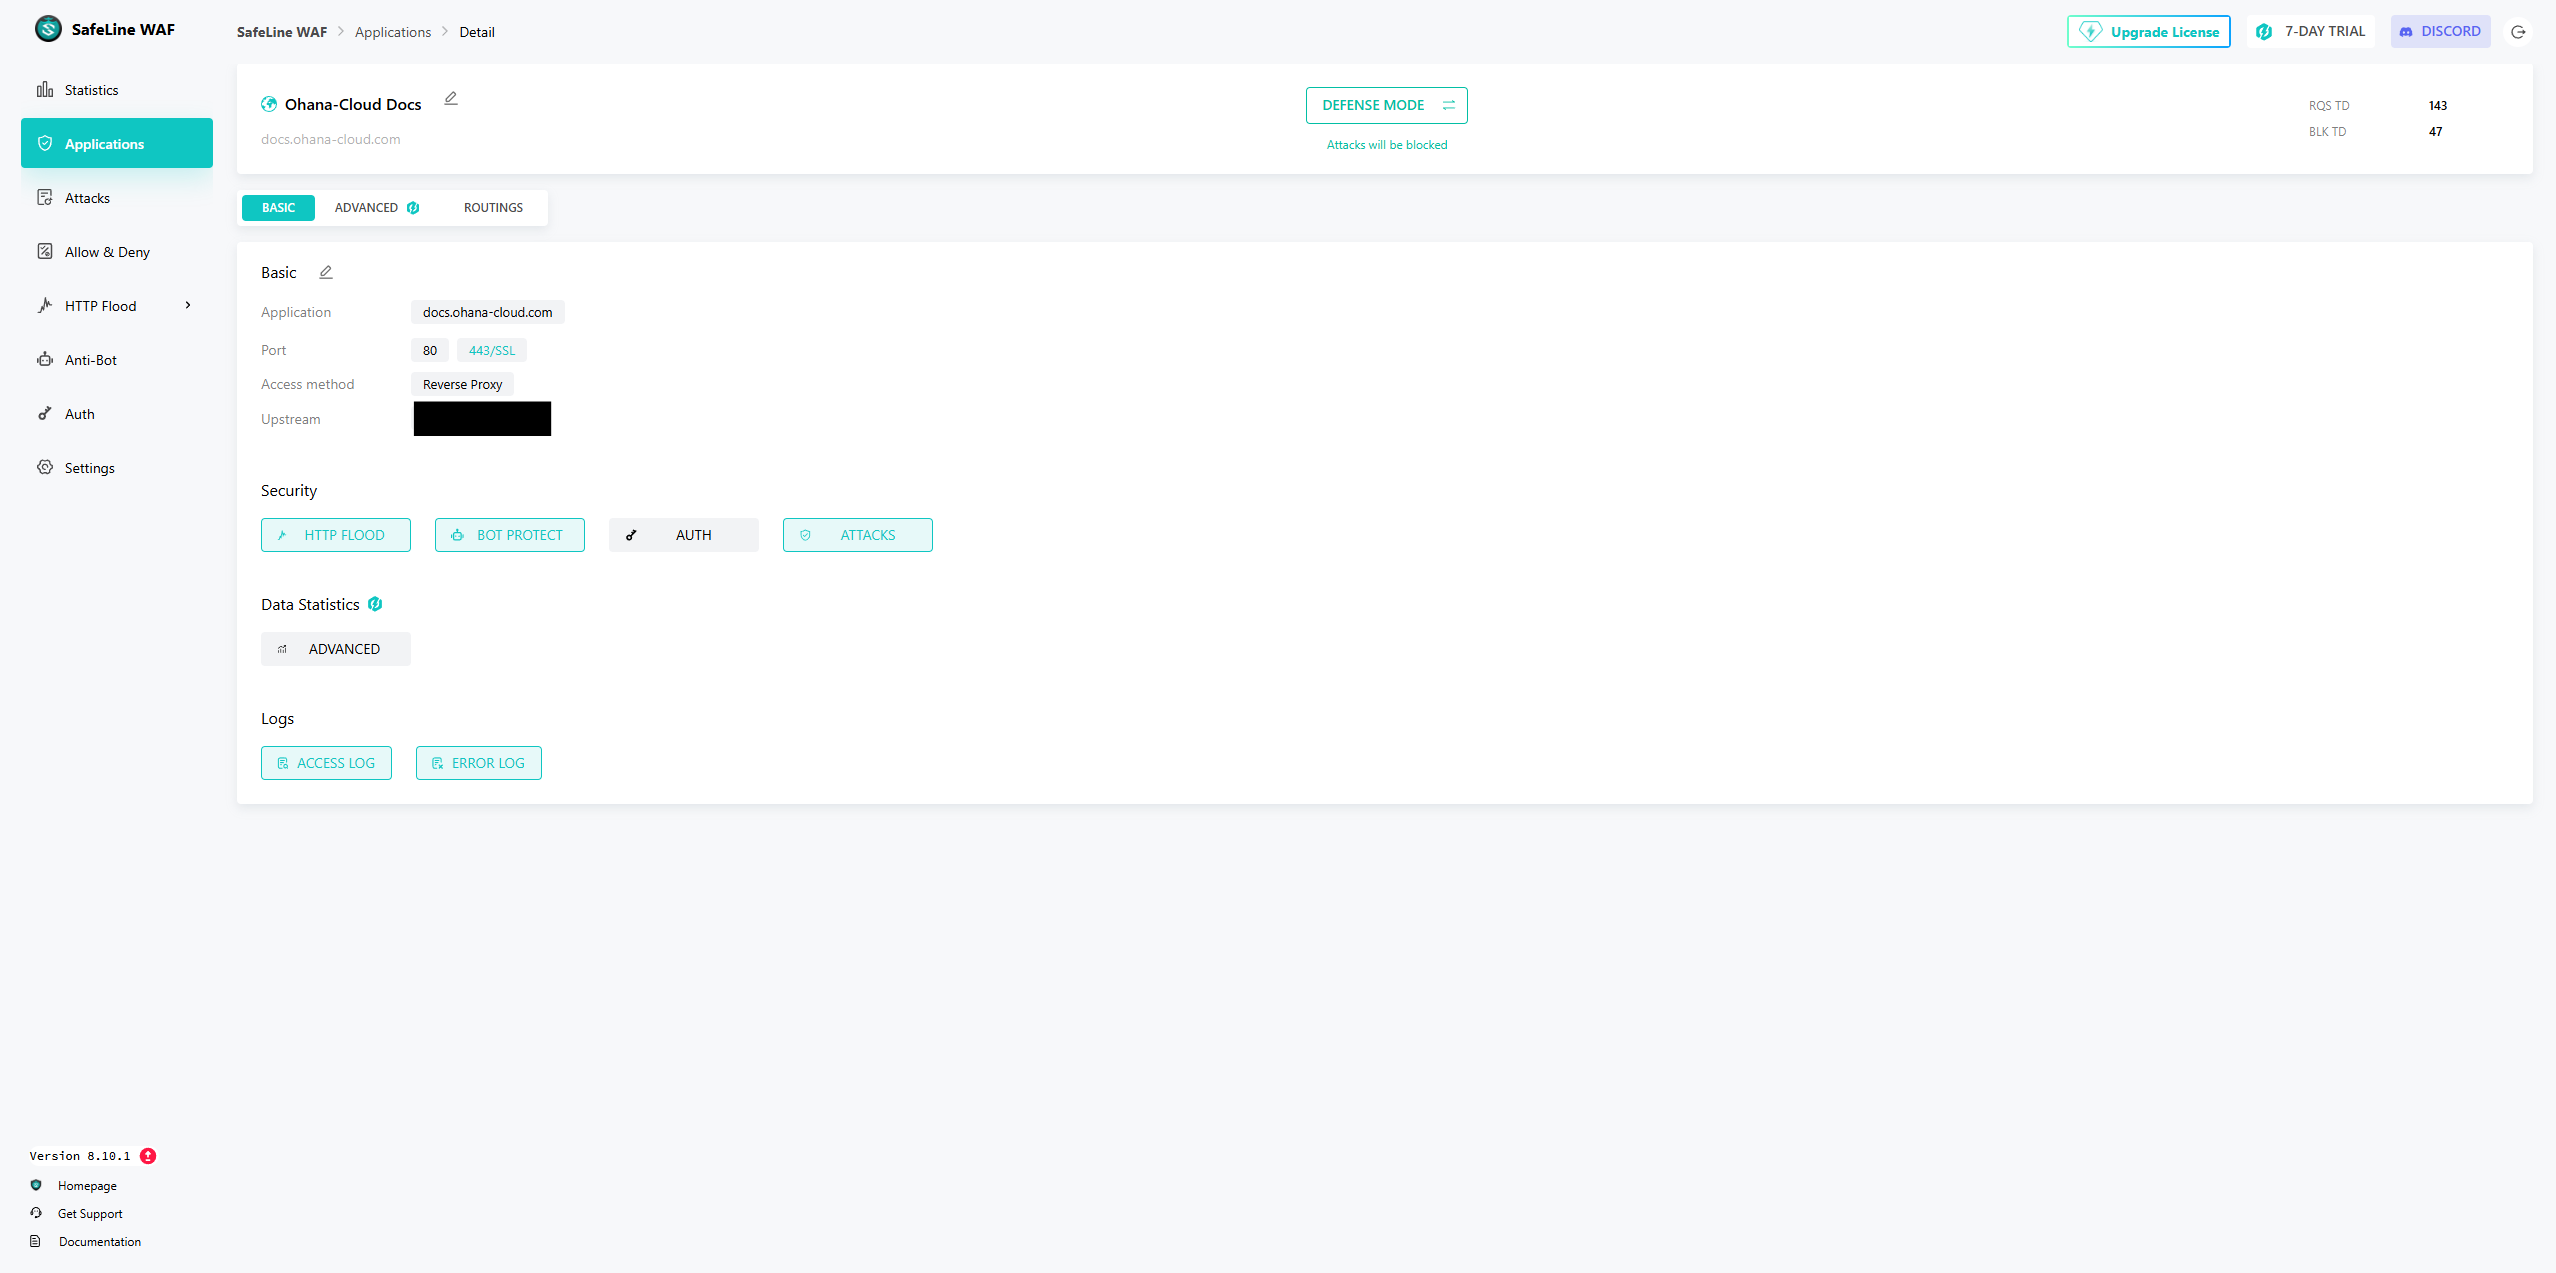 SafeLine WAF
SafeLine WAF > Applications > Detail
Upgrade License
7-DAY TRIAL
DISCORD
Statistics
Applications
Attacks
Allow & Deny
HTTP Flood
Anti-Bot
Auth
Settings
Ohana-Cloud Docs
docs.ohana-cloud.com
DEFENSE MODE
Attacks will be blocked
RQS TD 143
BLK TD 47
BASIC ADVANCED ROUTINGS
Basic
Application docs.ohana-cloud.com
Port 80 443/SSL
Access method Reverse Proxy
Upstream
Security
HTTP FLOOD BOT PROTECT AUTH ATTACKS
Data Statistics
ADVANCED
Logs
ACCESS LOG ERROR LOG
Version 8.10.1
Homepage
Get Support
Documentation